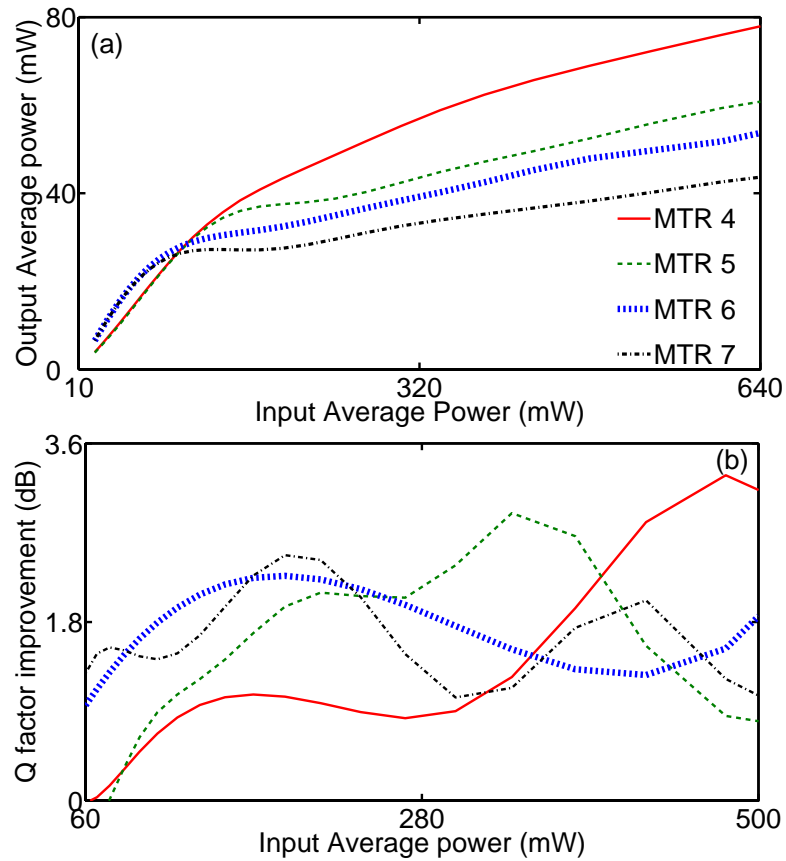 80
(a)
Output Average power (mW)
40
MTR 4
MTR 5
MTR 6
MTR 7
0
10
320
640
Input Average Power (mW)
3.6
(b)
Q factor improvement (dB)
1.8
0
60
280
500
Input Average power (mW)